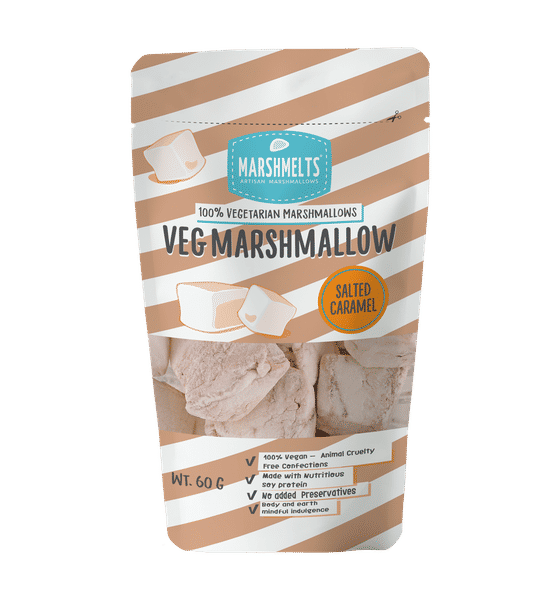 MARSHMELTS
ARTISAN MARSHMALLOWS
100% VEGETARIAN MARSHMALLOWS
VEG MARSHMALLOW
SALTED
CARAMEL
100% Vegan – Animal Cruelty
Free Confections
Made with Nutritious
Soy protein
No added Preservatives
Body and earth
mindful indulgence
WT. 60 G